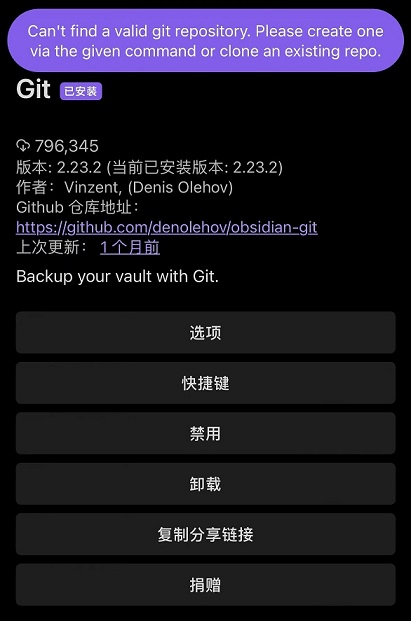 Can't find a valid git repository. Please create one
via the given command or clone an existing repo.
Git 已安装
796,345
版本: 2.23.2 (当前已安装版本: 2.23.2)
作者：Vinzent, (Denis Olehov)
Github 仓库地址：
https://github.com/denolehov/obsidian-git
上次更新： 1 个月前
Backup your vault with Git.
选项
快捷键
禁用
卸载
复制分享链接
捐赠